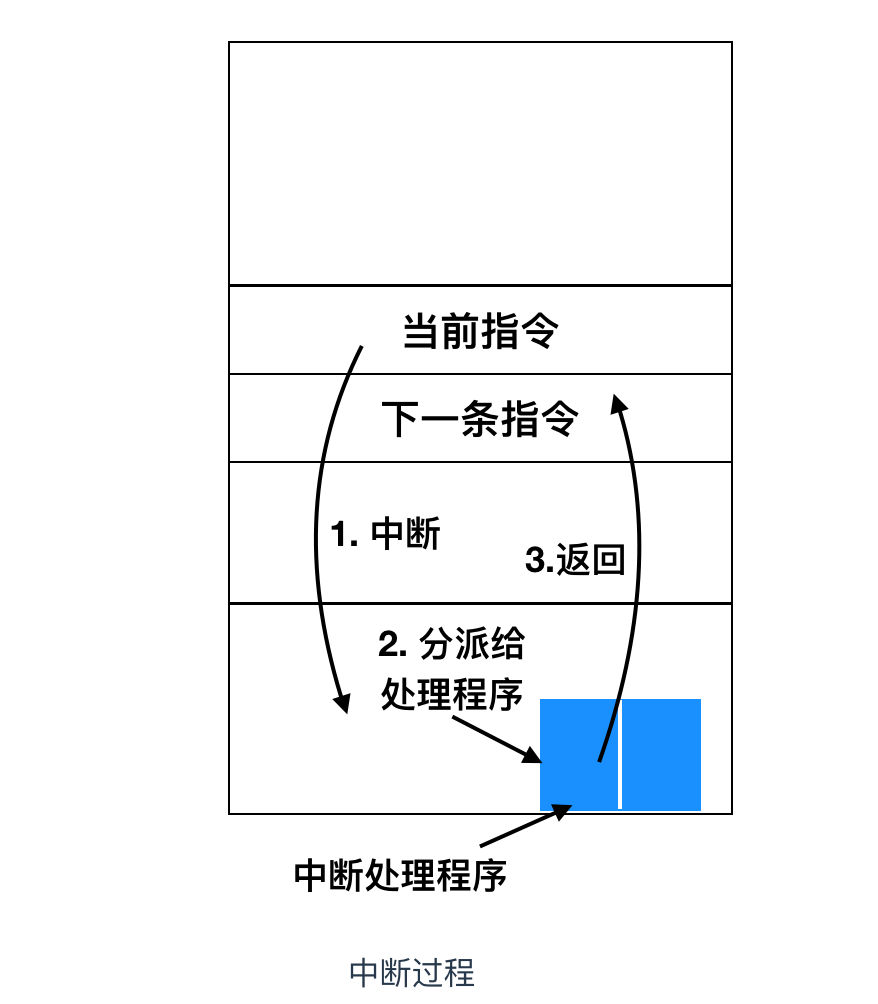 当前指令
下一条指令
1. 中断
3.返回
2. 分派给
处理程序
中断处理程序
中断过程